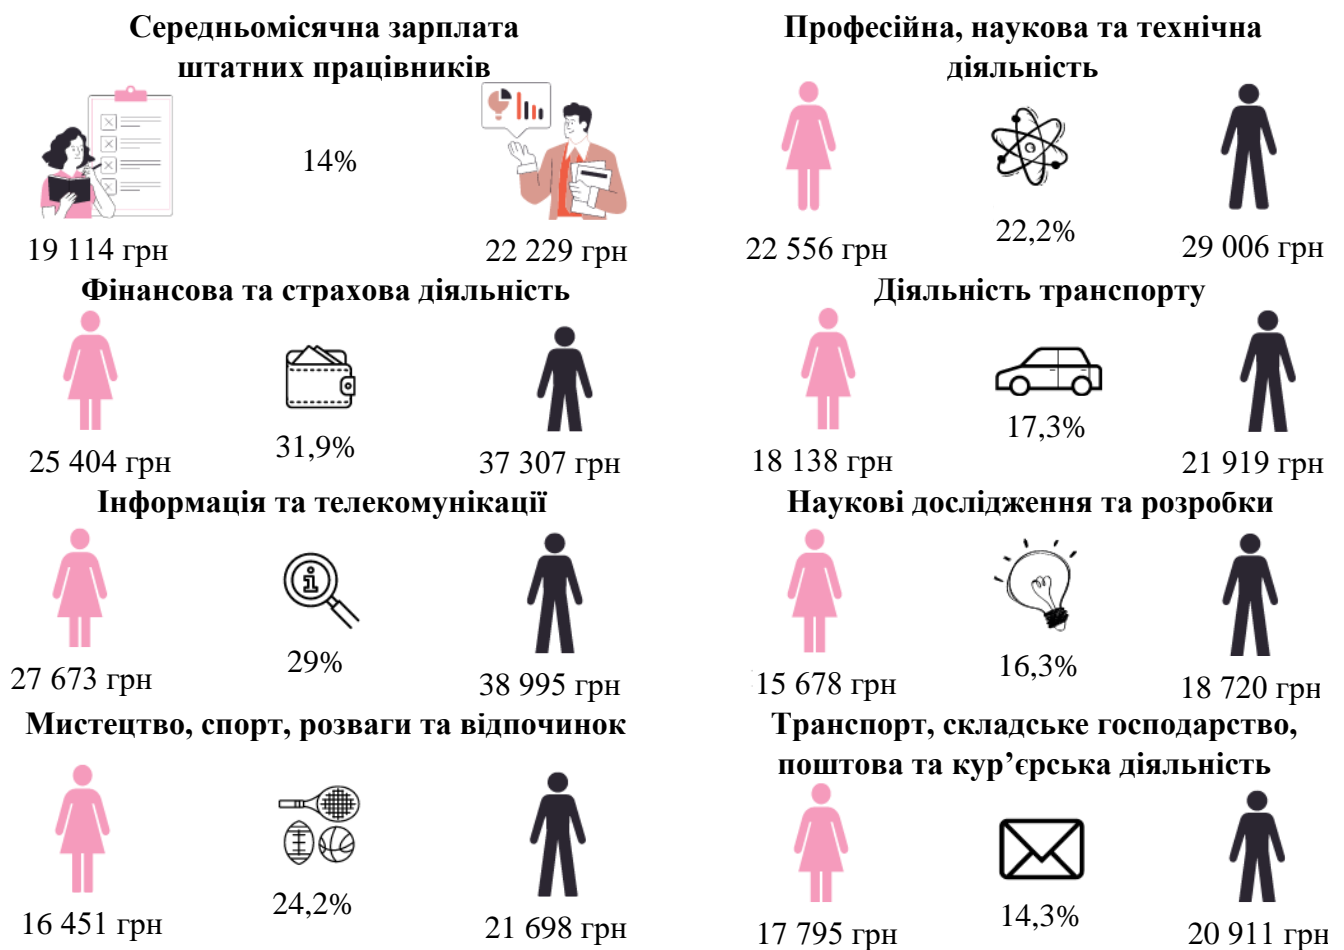 Середньомісячна зарплата
штатних працівників
14%
19 114 грн
22 229 грн
Професійна, наукова та технічна
діяльність
22,2%
22 556 грн
29 006 грн
Фінансова та страхова діяльність
31,9%
25 404 грн
37 307 грн
Діяльність транспорту
17,3%
18 138 грн
21 919 грн
Інформація та телекомунікації
29%
27 673 грн
38 995 грн
Наукові дослідження та розробки
16,3%
15 678 грн
18 720 грн
Мистецтво, спорт, розваги та відпочинок
24,2%
16 451 грн
21 698 грн
Транспорт, складське господарство,
поштова та кур’єрська діяльність
14,3%
17 795 грн
20 911 грн